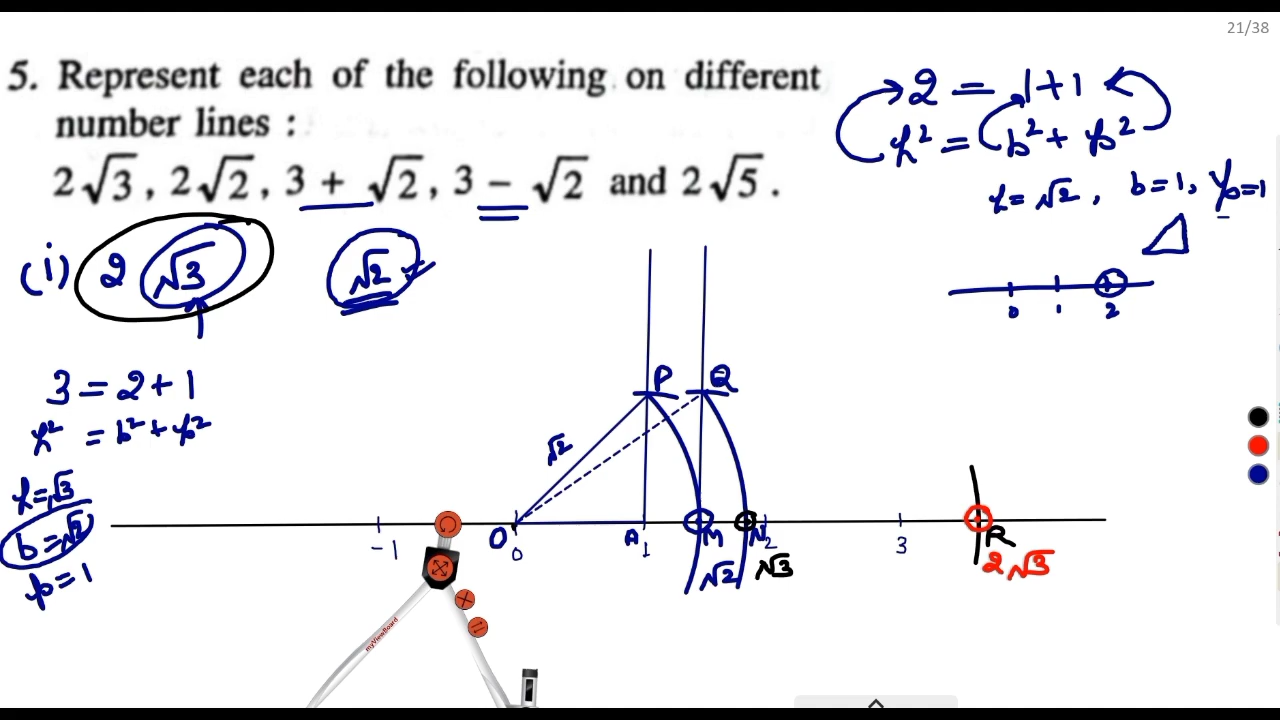 21/38
5. Represent each of the following on different
number lines :
2√3, 2√2, 3 + √2, 3 − √2 and 2√5.
2 = 1+1
h² = b² + p²
h = √2, b=1, p=1
0 1 2
(i) 2 √3 √2
3 = 2+1
h² = b² + p²
h=√3
b=√2
p=1
P Q
√2
O A M N R
-1 0 1 2 3
√2 √3 2√3
myViewBoard